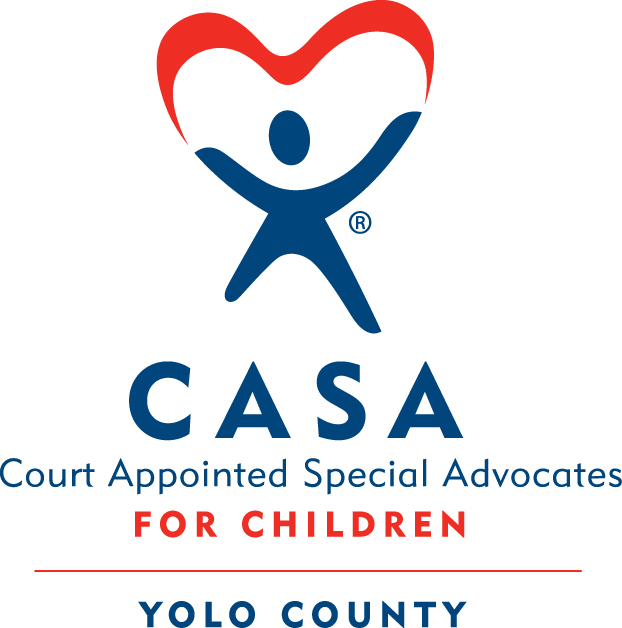 ®
CASA
Court Appointed Special Advocates
FOR CHILDREN
YOLO COUNTY